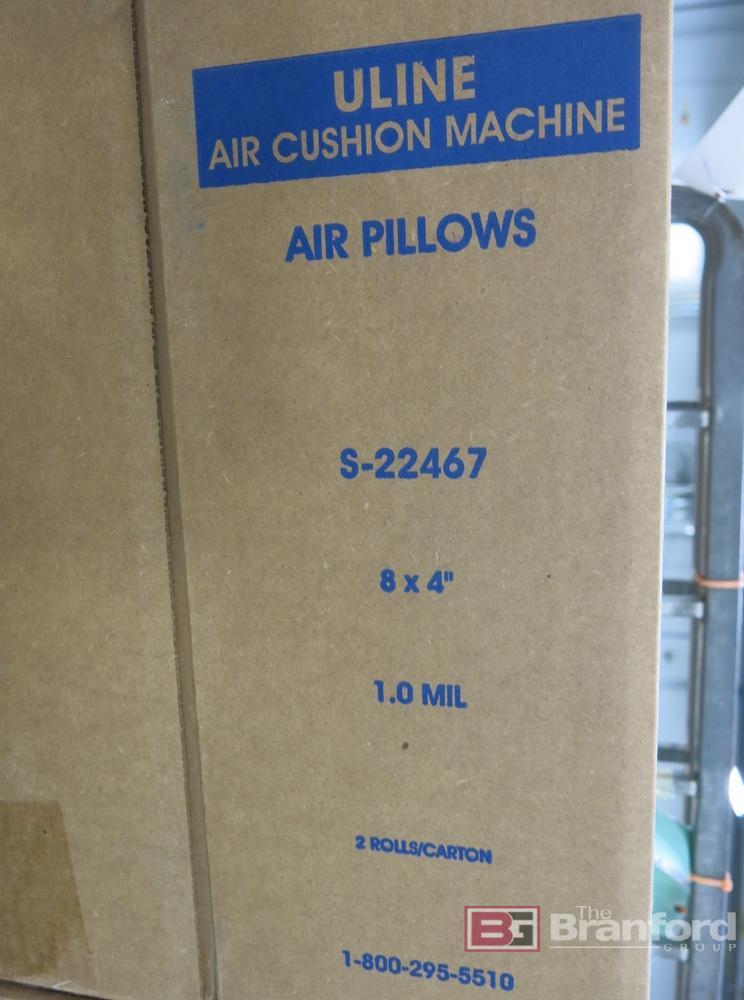 ULINE
AIR CUSHION MACHINE
AIR PILLOWS
S-22467
8 x 4"
1.0 MIL
2 ROLLS/CARTON
1-800-295-5510
BG The Branford
GROUP